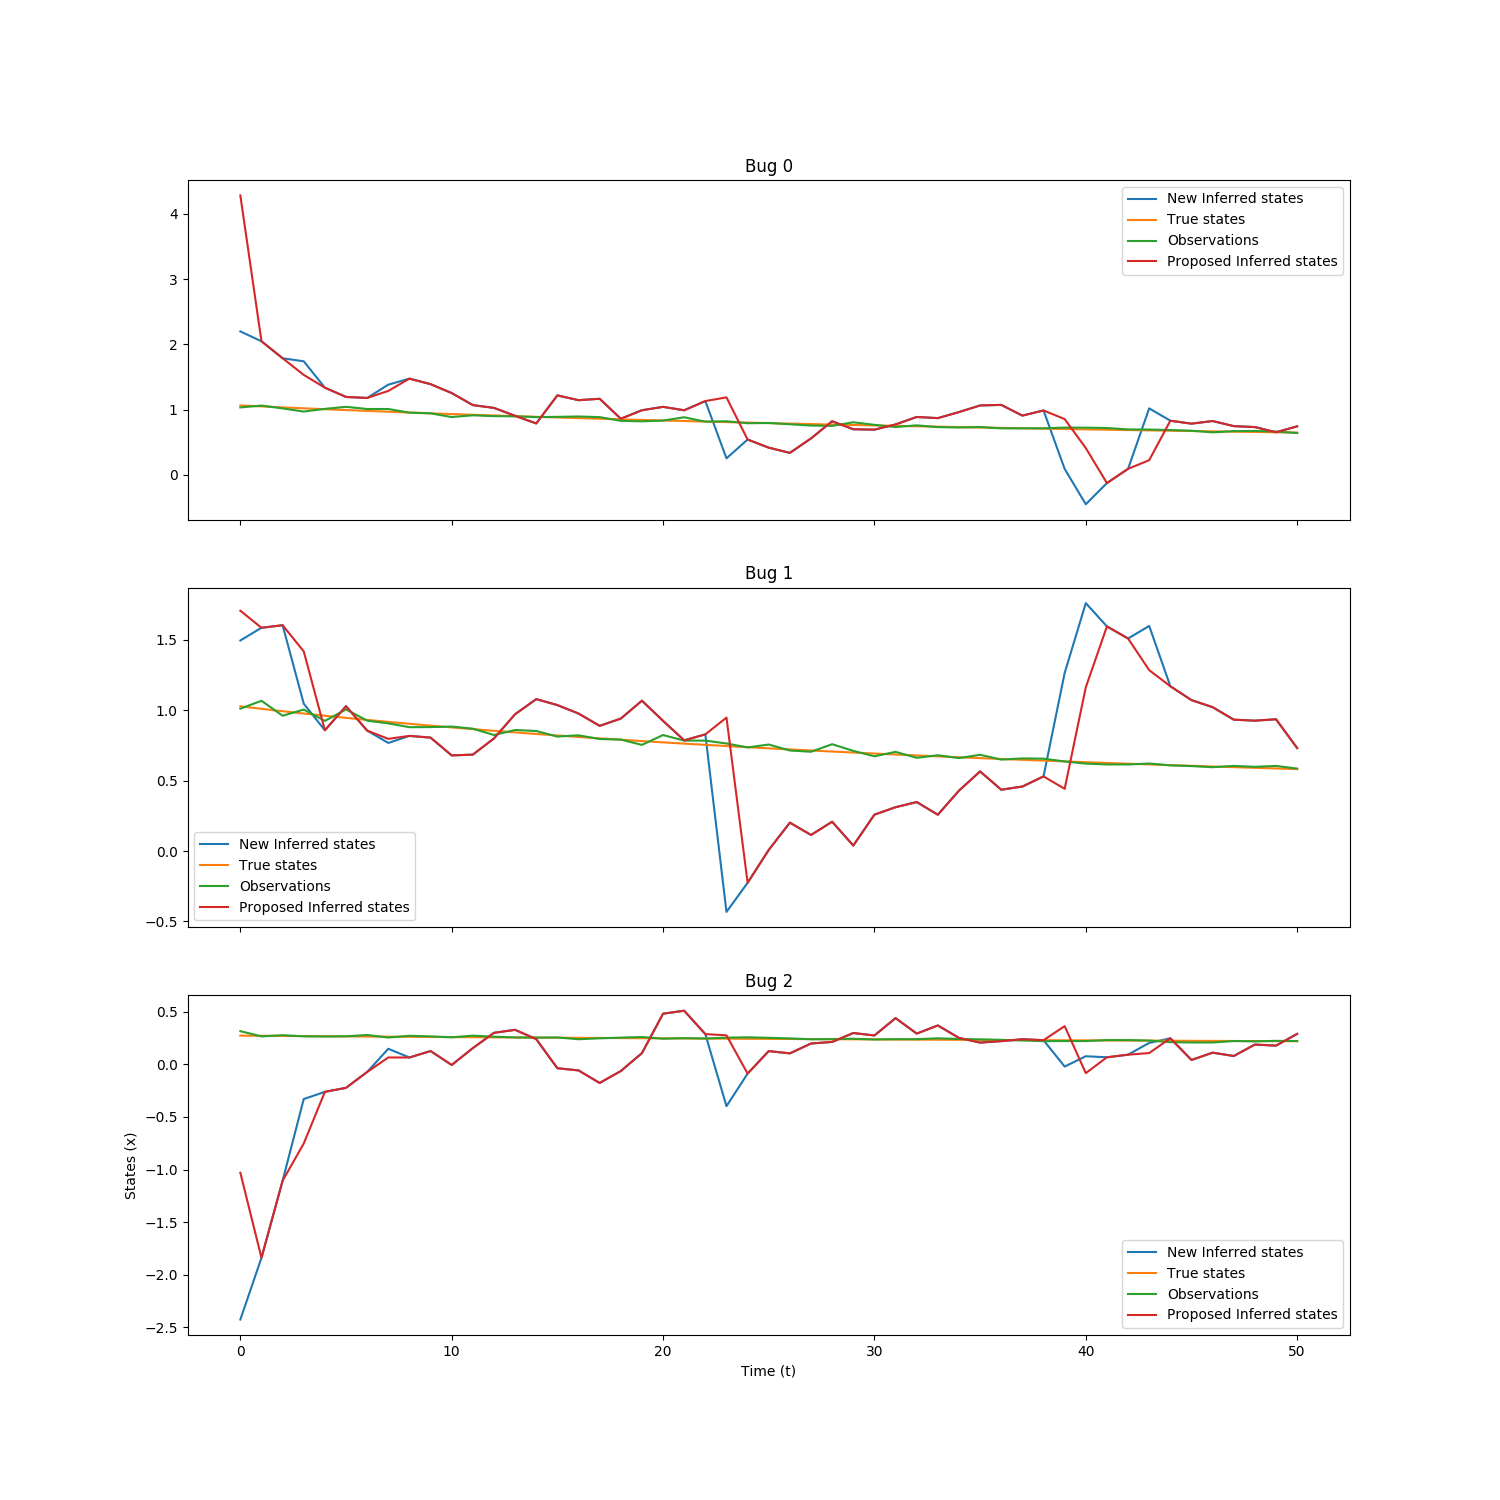 Bug 0
4
3
2
1
0
New Inferred states
True states
Observations
Proposed Inferred states
Bug 1
1.5
1.0
0.5
0.0
−0.5
New Inferred states
True states
Observations
Proposed Inferred states
Bug 2
0.5
0.0
−0.5
−1.0
−1.5
−2.0
−2.5
States (x)
New Inferred states
True states
Observations
Proposed Inferred states
0 10 20 30 40 50
Time (t)